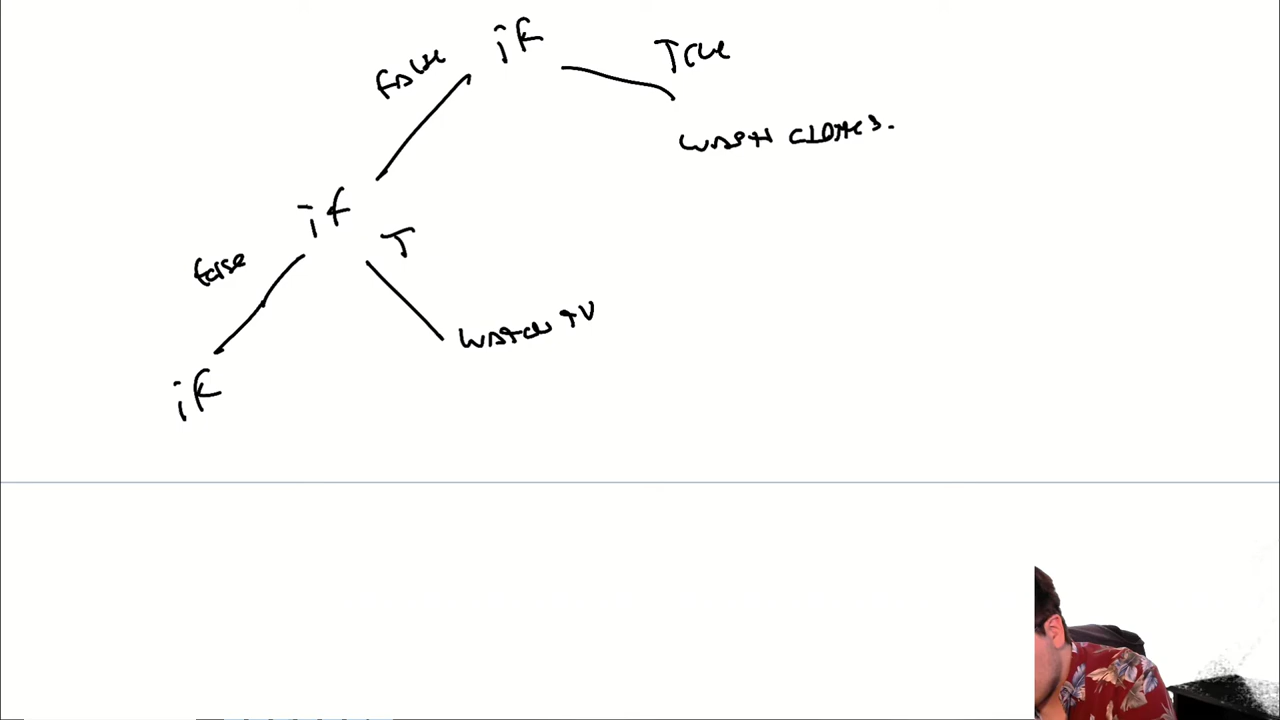 if
True
false
wash clothes.
if
T
false
watch TV
if